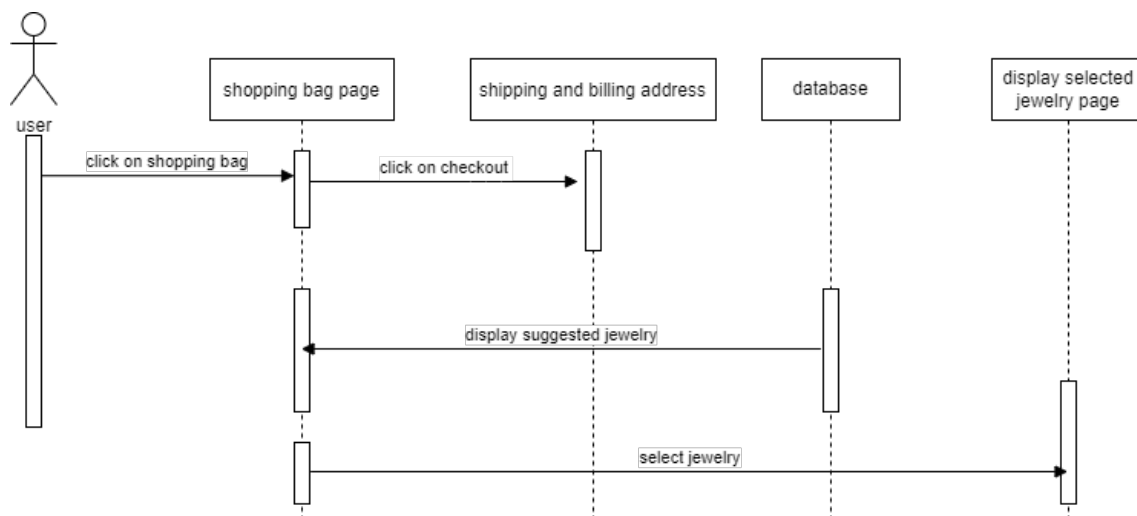 user
shopping bag page
shipping and billing address
database
display selected
jewelry page
click on shopping bag
click on checkout
display suggested jewelry
select jewelry